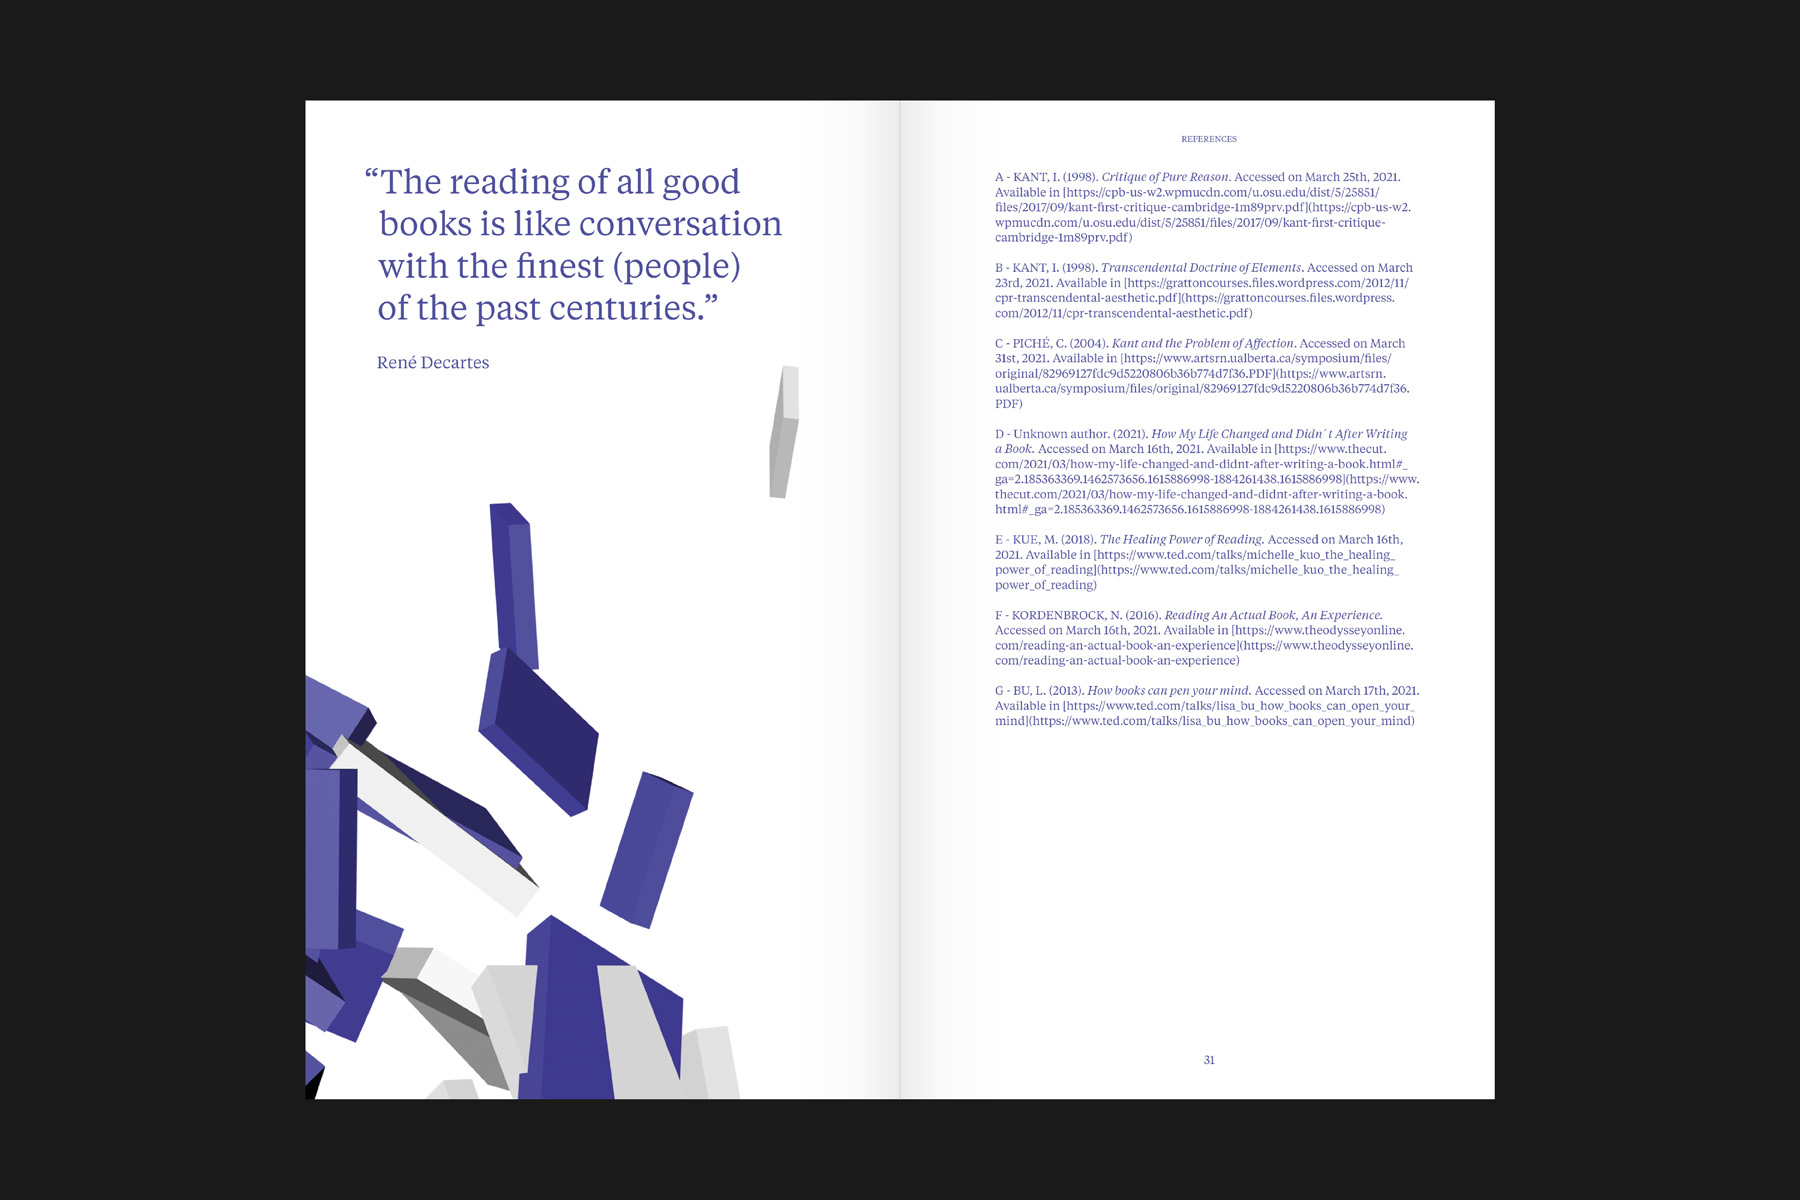 “The reading of all good
books is like conversation
with the finest (people)
of the past centuries.”
René Decartes
REFERENCES
A - KANT, I. (1998). Critique of Pure Reason. Accessed on March 25th, 2021.
Available in [https://cpb-us-w2.wpmucdn.com/u.osu.edu/dist/5/25851/
files/2017/09/kant-first-critique-cambridge-1m89prv.pdf](https://cpb-us-w2.
wpmucdn.com/u.osu.edu/dist/5/25851/files/2017/09/kant-first-critique-
cambridge-1m89prv.pdf)
B - KANT, I. (1998). Transcendental Doctrine of Elements. Accessed on March
23rd, 2021. Available in [https://grattoncourses.files.wordpress.com/2012/11/
cpr-transcendental-aesthetic.pdf](https://grattoncourses.files.wordpress.
com/2012/11/cpr-transcendental-aesthetic.pdf)
C - PICHÉ, C. (2004). Kant and the Problem of Affection. Accessed on March
31st, 2021. Available in [https://www.artsrn.ualberta.ca/symposium/files/
original/82969127fdc9d5220806b36b774d7f36.PDF](https://www.artsrn.
ualberta.ca/symposium/files/original/82969127fdc9d5220806b36b774d7f36.
PDF)
D - Unknown author. (2021). How My Life Changed and Didn´t After Writing
a Book. Accessed on March 16th, 2021. Available in [https://www.thecut.
com/2021/03/how-my-life-changed-and-didnt-after-writing-a-book.html#_
ga=2.185363369.1462573656.1615886998-1884261438.1615886998](https://www.
thecut.com/2021/03/how-my-life-changed-and-didnt-after-writing-a-book.
html#_ga=2.185363369.1462573656.1615886998-1884261438.1615886998)
E - KUE, M. (2018). The Healing Power of Reading. Accessed on March 16th,
2021. Available in [https://www.ted.com/talks/michelle_kuo_the_healing_
power_of_reading](https://www.ted.com/talks/michelle_kuo_the_healing_
power_of_reading)
F - KORDENBROCK, N. (2016). Reading An Actual Book, An Experience.
Accessed on March 16th, 2021. Available in [https://www.theodysseyonline.
com/reading-an-actual-book-an-experience](https://www.theodysseyonline.
com/reading-an-actual-book-an-experience)
G - BU, L. (2013). How books can pen your mind. Accessed on March 17th, 2021.
Available in [https://www.ted.com/talks/lisa_bu_how_books_can_open_your_
mind](https://www.ted.com/talks/lisa_bu_how_books_can_open_your_mind)
31